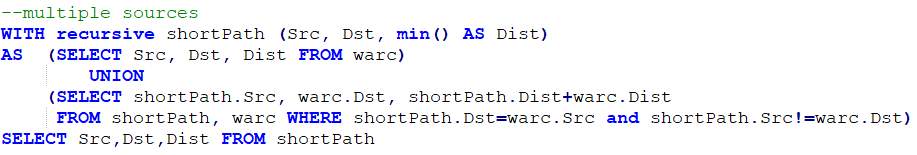 --multiple sources
WITH recursive shortPath (Src, Dst, min() AS Dist)
AS  (SELECT Src, Dst, Dist FROM warc)
UNION
(SELECT shortPath.Src, warc.Dst, shortPath.Dist+warc.Dist
FROM shortPath, warc WHERE shortPath.Dst=warc.Src and shortPath.Src!=warc.Dst)
SELECT Src,Dst,Dist FROM shortPath